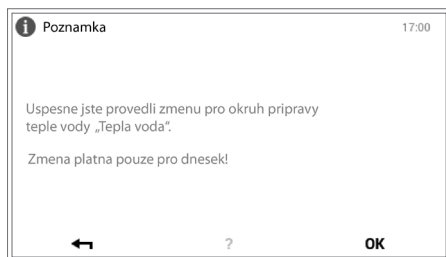 Poznamka
17:00
Uspesne jste provedli zmenu pro okruh pripravy
teple vody „Tepla voda“.
Zmena platna pouze pro dnesek!
?
OK